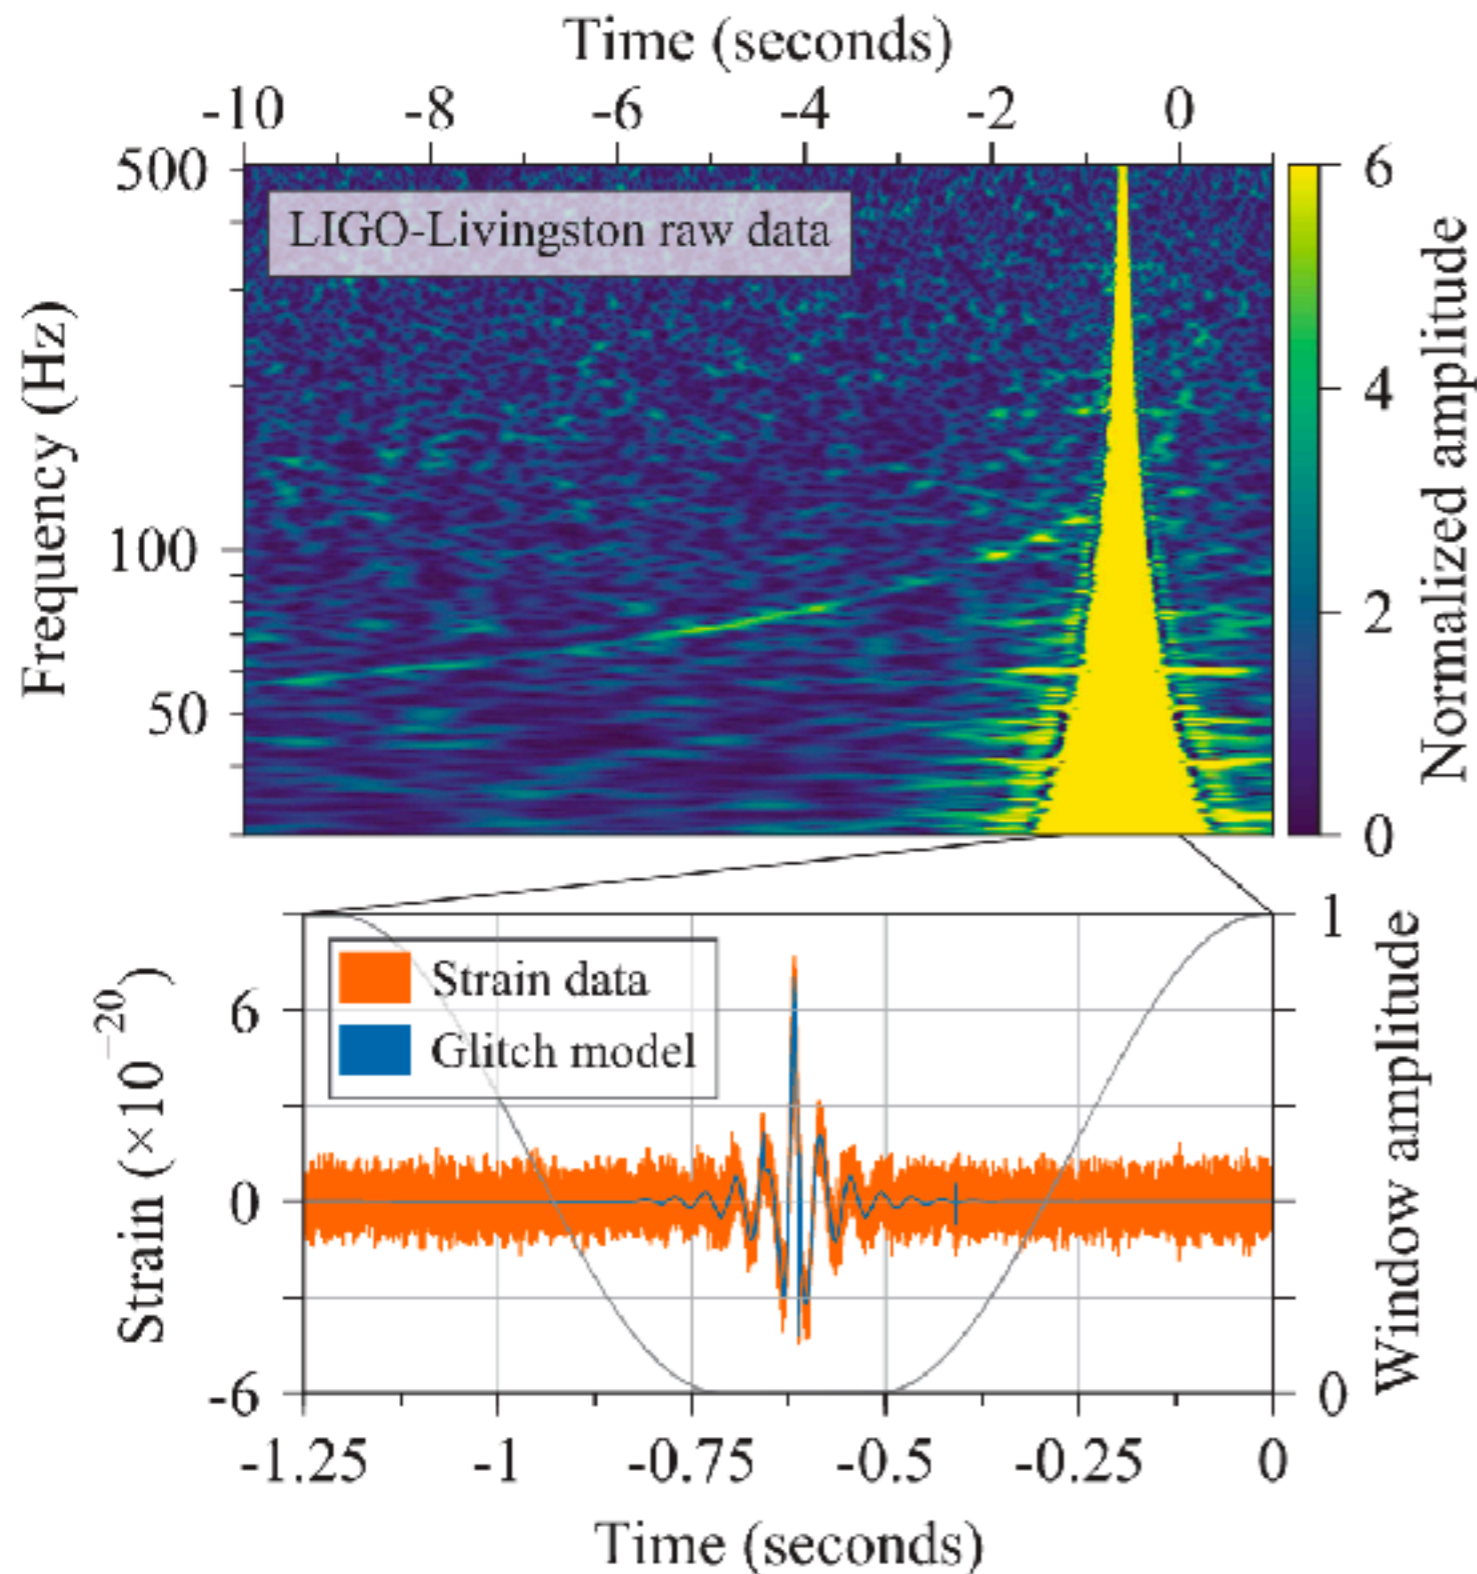 Time (seconds)
-10 -8 -6 -4 -2 0
500
100
50
Frequency (Hz)
LIGO-Livingston raw data
6
4
2
0
Normalized amplitude
Strain data
Glitch model
6
0
-6
Strain (×10⁻²⁰)
1
0
Window amplitude
-1.25 -1 -0.75 -0.5 -0.25 0
Time (seconds)